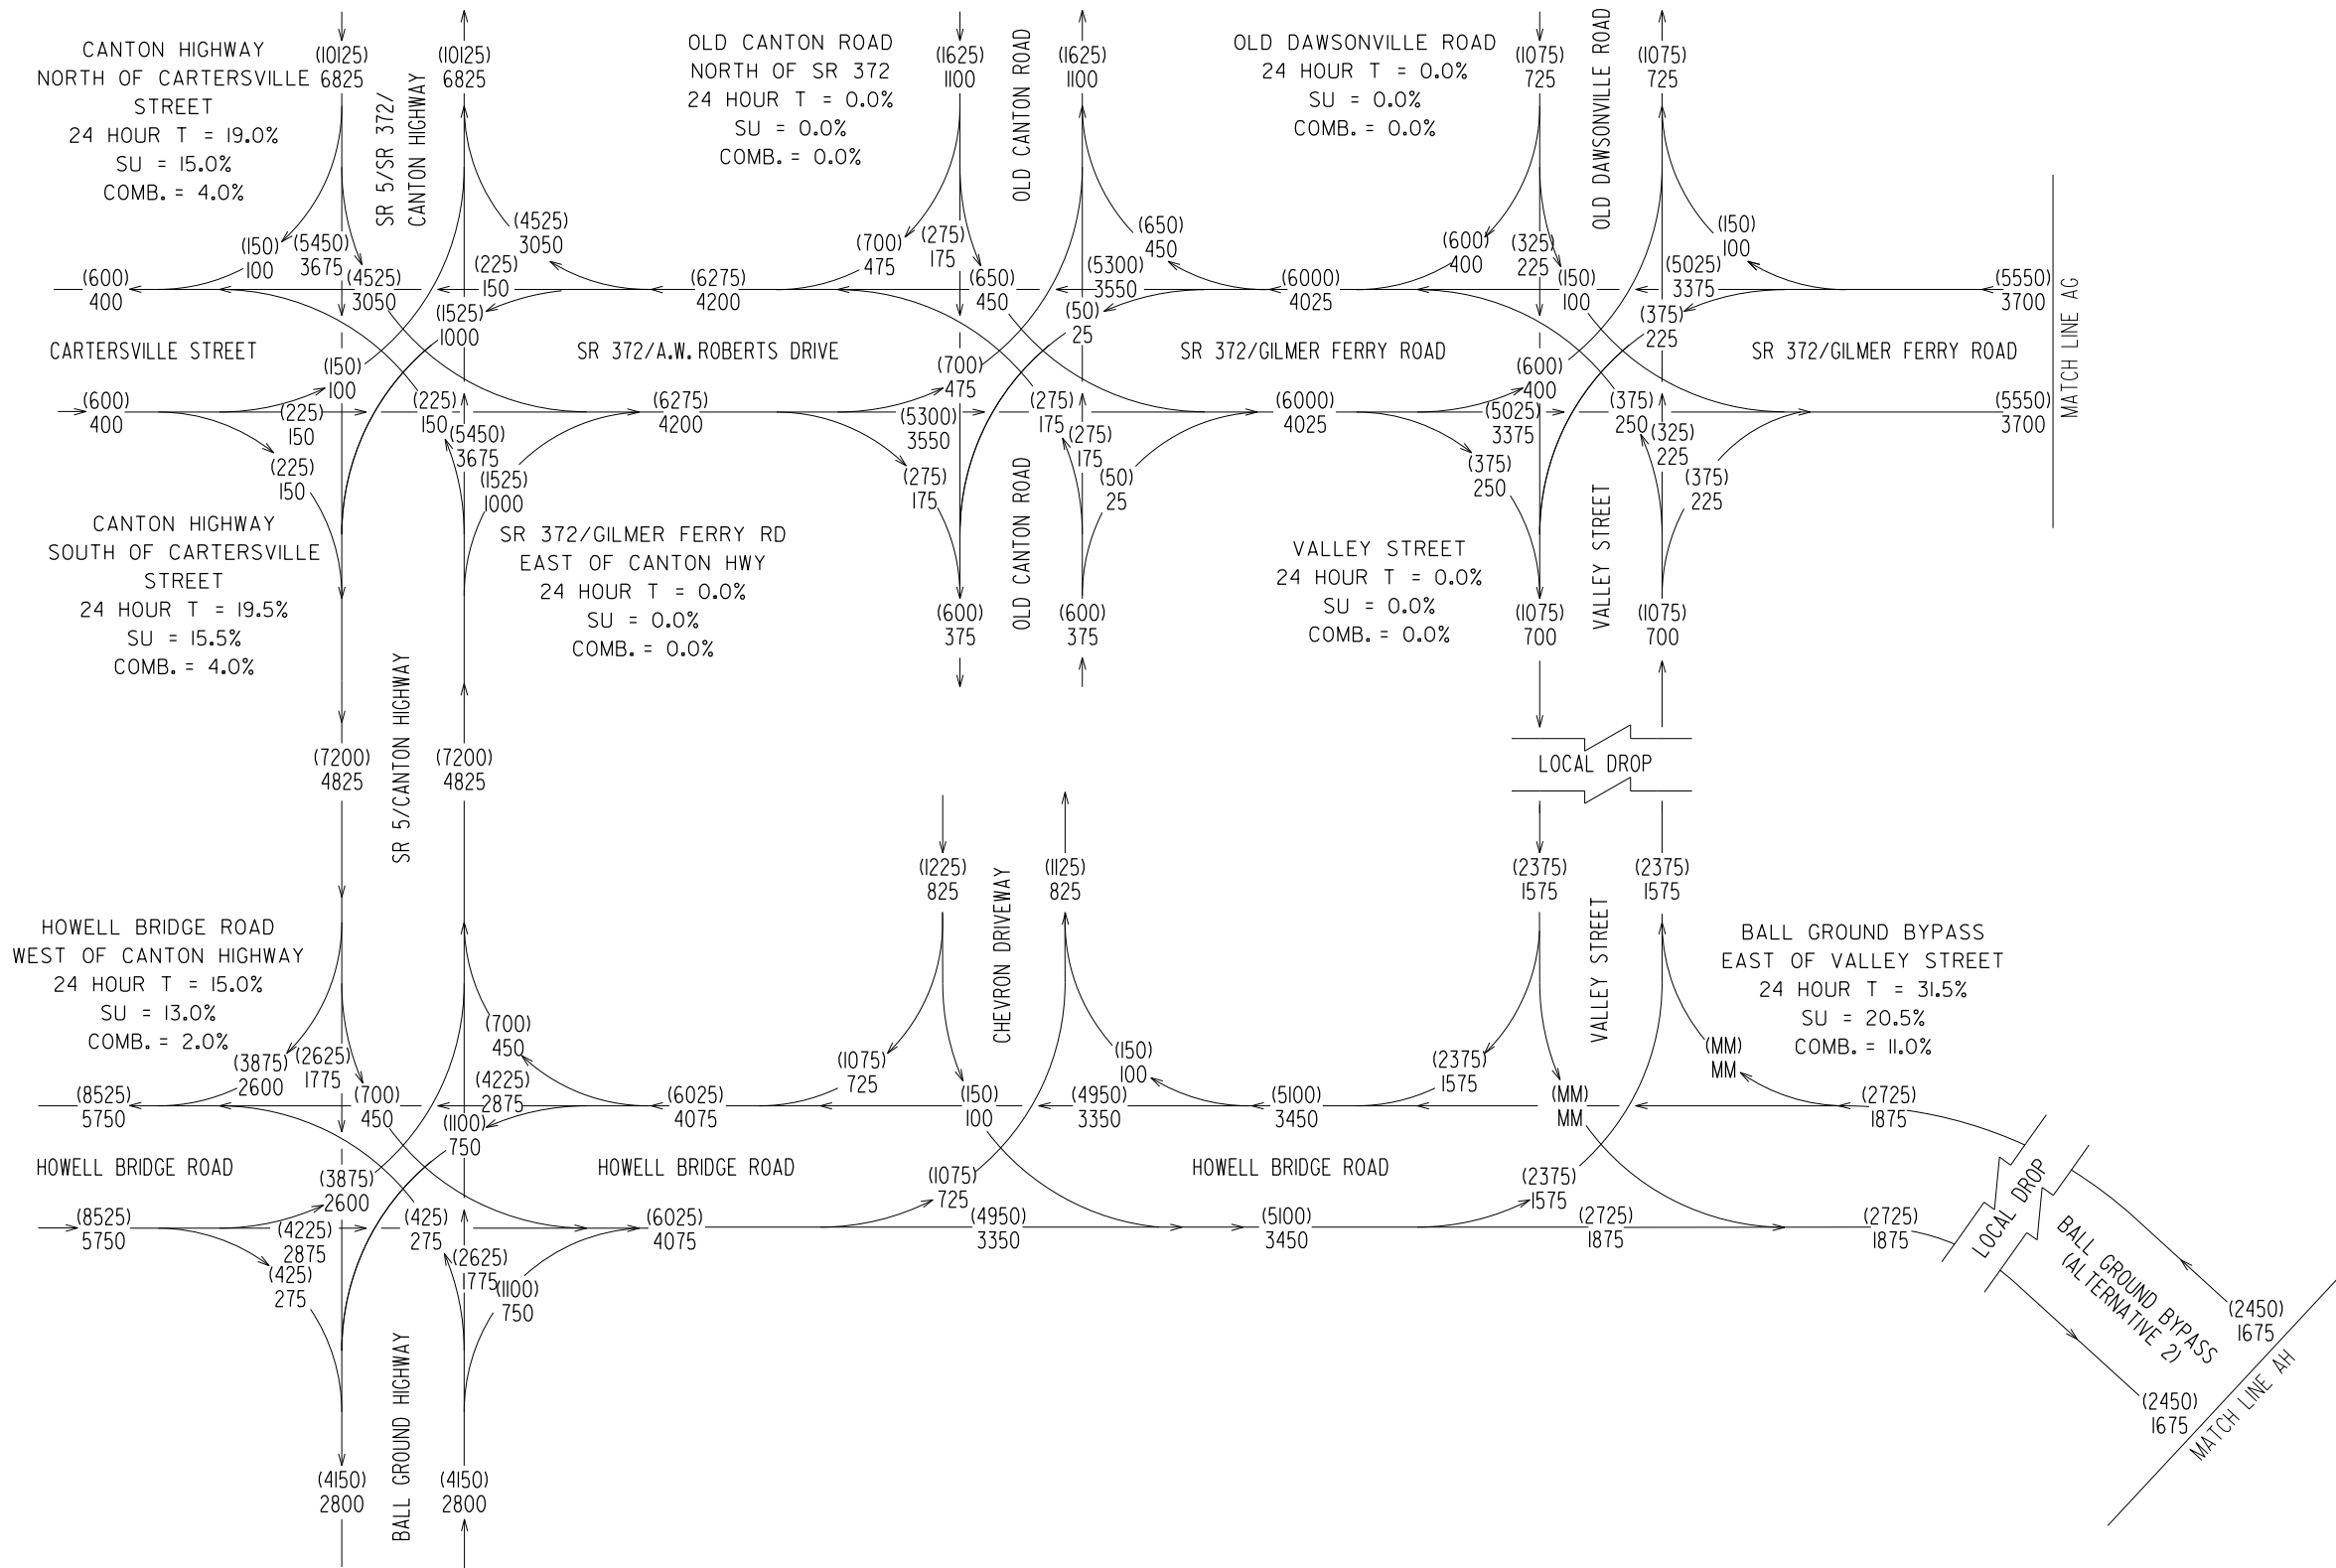 CANTON HIGHWAY
NORTH OF CARTERSVILLE
STREET
24 HOUR T = 19.0%
SU = 15.0%
COMB. = 4.0%
(10125)
6825
SR 5/SR 372/
CANTON HIGHWAY
(10125)
6825
OLD CANTON ROAD
NORTH OF SR 372
24 HOUR T = 0.0%
SU = 0.0%
COMB. = 0.0%
(1625)
1100
OLD CANTON ROAD
(1625)
1100
OLD DAWSONVILLE ROAD
24 HOUR T = 0.0%
SU = 0.0%
COMB. = 0.0%
(1075)
725
OLD DAWSONVILLE ROAD
(1075)
725
(150)
100
(5450)
3675
(4525)
3050
(225)
150
(4525)
3050
(1525)
1000
(600)
400
(6275)
4200
(700)
475
(275)
175
(650)
450
(5300)
3550
(650)
450
(50)
25
(6000)
4025
(600)
400
(325)
225
(150)
100
(5025)
3375
(150)
100
(375)
225
(5550)
3700
MATCH LINE AG
CARTERSVILLE STREET
SR 372/A.W. ROBERTS DRIVE
SR 372/GILMER FERRY ROAD
SR 372/GILMER FERRY ROAD
(600)
400
(150)
100
(225)
150
(225)
150
(225)
150
(5450)
3675
(1525)
1000
(6275)
4200
(700)
475
(5300)
3550
(275)
175
(275)
175
(275)
175
(50)
25
(6000)
4025
(600)
400
(5025)
3375
(375)
250
(375)
250
(325)
225
(375)
225
(5550)
3700
CANTON HIGHWAY
SOUTH OF CARTERSVILLE
STREET
24 HOUR T = 19.5%
SU = 15.5%
COMB. = 4.0%
SR 372/GILMER FERRY RD
EAST OF CANTON HWY
24 HOUR T = 0.0%
SU = 0.0%
COMB. = 0.0%
(600)
375
OLD CANTON ROAD
(600)
375
VALLEY STREET
24 HOUR T = 0.0%
SU = 0.0%
COMB. = 0.0%
(1075)
700
VALLEY STREET
(1075)
700
(7200)
4825
SR 5/CANTON HIGHWAY
(7200)
4825
LOCAL DROP
HOWELL BRIDGE ROAD
WEST OF CANTON HIGHWAY
24 HOUR T = 15.0%
SU = 13.0%
COMB. = 2.0%
(1225)
825
CHEVRON DRIVEWAY
(1125)
825
(2375)
1575
VALLEY STREET
(2375)
1575
BALL GROUND BYPASS
EAST OF VALLEY STREET
24 HOUR T = 31.5%
SU = 20.5%
COMB. = 11.0%
(8525)
5750
(3875)
2600
(2625)
1775
(700)
450
(700)
450
(4225)
2875
(1100)
750
(6025)
4075
(1075)
725
(150)
100
(4950)
3350
(150)
100
(5100)
3450
(2375)
1575
(MM)
MM
(MM)
MM
(2725)
1875
HOWELL BRIDGE ROAD
HOWELL BRIDGE ROAD
HOWELL BRIDGE ROAD
(8525)
5750
(3875)
2600
(4225)
2875
(425)
275
(425)
275
(2625)
1775
(1100)
750
(6025)
4075
(1075)
725
(4950)
3350
(5100)
3450
(2375)
1575
(2725)
1875
(2725)
1875
LOCAL DROP
BALL GROUND BYPASS
(ALTERNATIVE 2)
(2450)
1675
(2450)
1675
MATCH LINE AH
(4150)
2800
BALL GROUND HIGHWAY
(4150)
2800